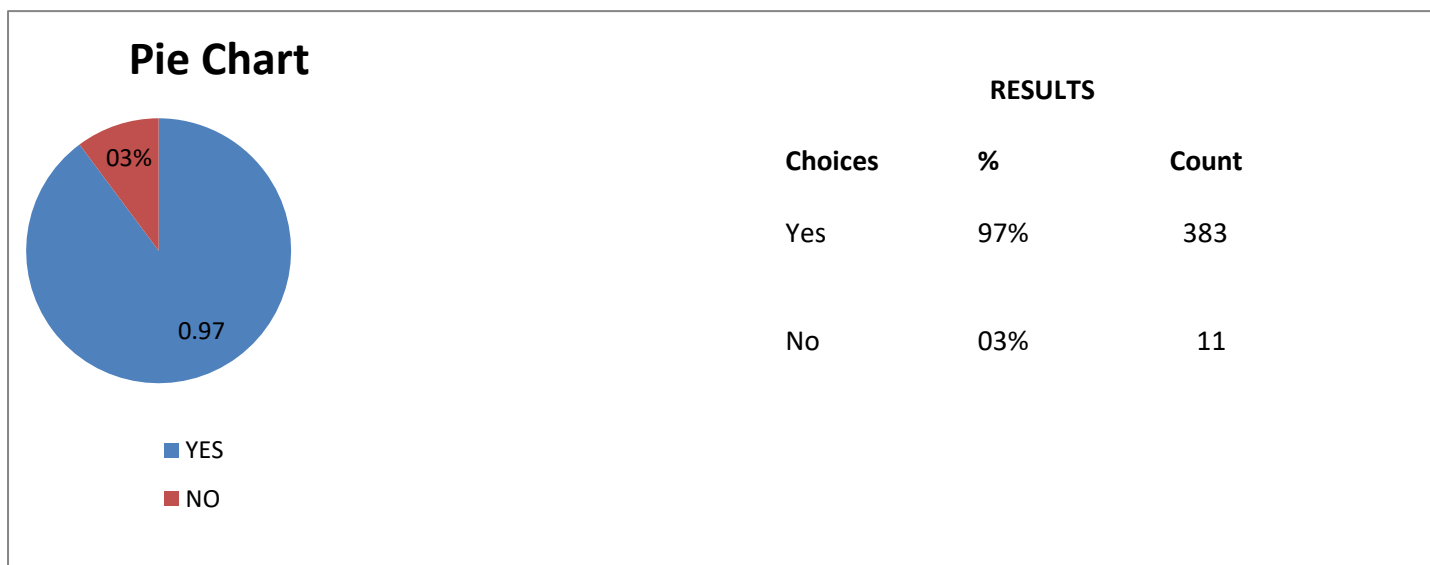 Pie Chart
03%
0.97
YES
NO
RESULTS
Choices % Count
Yes 97% 383
No 03% 11